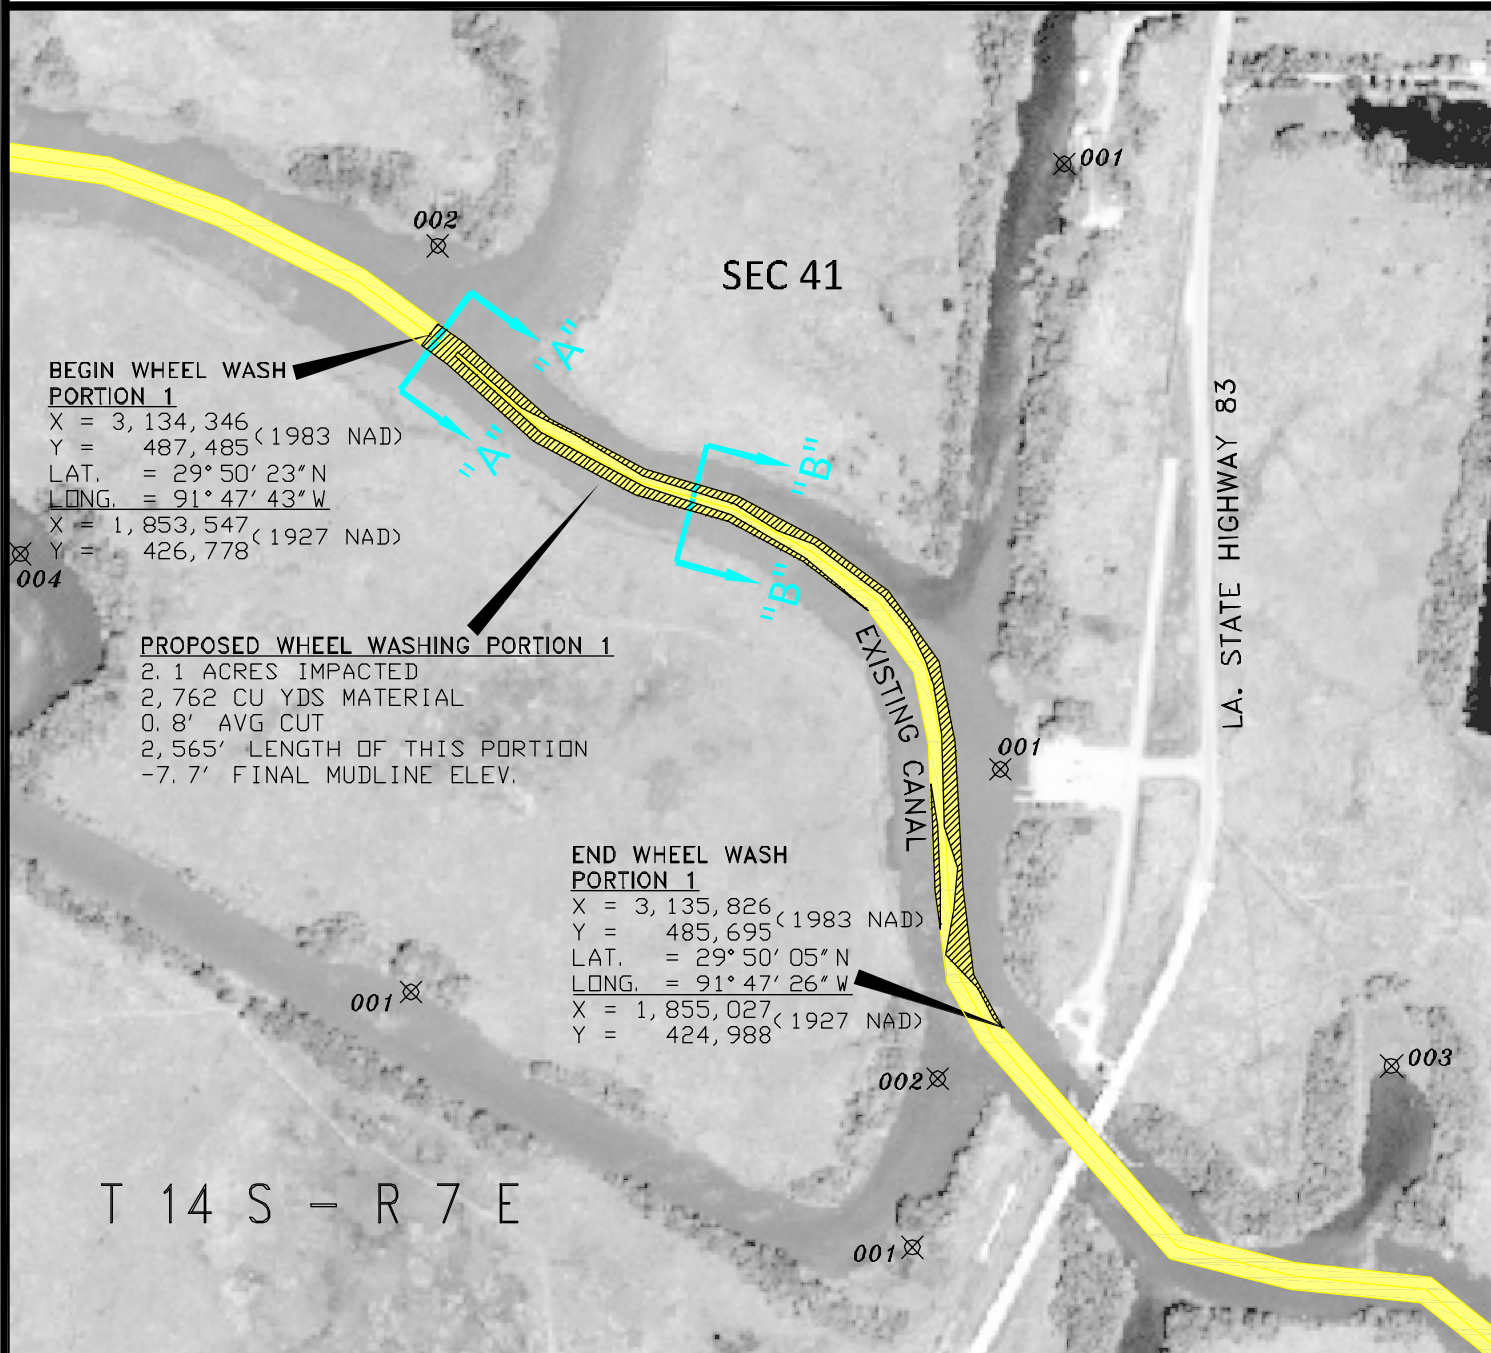 001
002
SEC 41
"A"
"A"
"B"
"B"
BEGIN WHEEL WASH
PORTION 1
X = 3,134,346
Y = 487,485 (1983 NAD)
LAT. = 29°50'23"N
LONG. = 91°47'43"W
X = 1,853,547
Y = 426,778 (1927 NAD)
004
LA. STATE HIGHWAY 83
PROPOSED WHEEL WASHING PORTION 1
2.1 ACRES IMPACTED
2,762 CU YDS MATERIAL
0.8' AVG CUT
2,565' LENGTH OF THIS PORTION
-7.7' FINAL MUDLINE ELEV.
EXISTING CANAL
001
END WHEEL WASH
PORTION 1
X = 3,135,826
Y = 485,695 (1983 NAD)
LAT. = 29°50'05"N
LONG. = 91°47'26"W
X = 1,855,027
Y = 424,988 (1927 NAD)
001
002
003
T 14 S - R 7 E
001